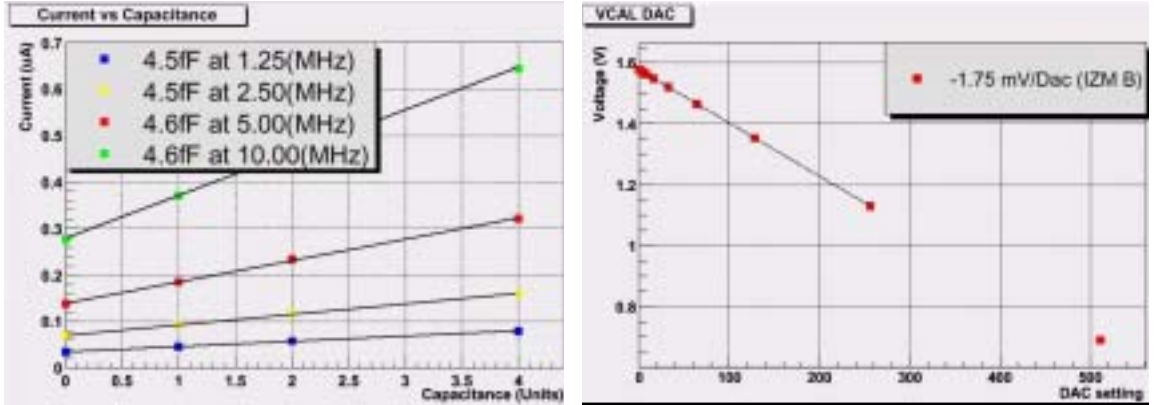 Current vs Capacitance
Current (uA)
0.7
0.6
0.5
0.4
0.3
0.2
0.1
0
4.5fF at 1.25(MHz)
4.5fF at 2.50(MHz)
4.6fF at 5.00(MHz)
4.6fF at 10.00(MHz)
0 0.5 1 1.5 2 2.5 3 3.5 4
Capacitance (Units)
VCAL DAC
Voltage (V)
1.6
1.4
1.2
1
0.8
-1.75 mV/Dac (IZM B)
0 100 200 300 400 500
DAC setting